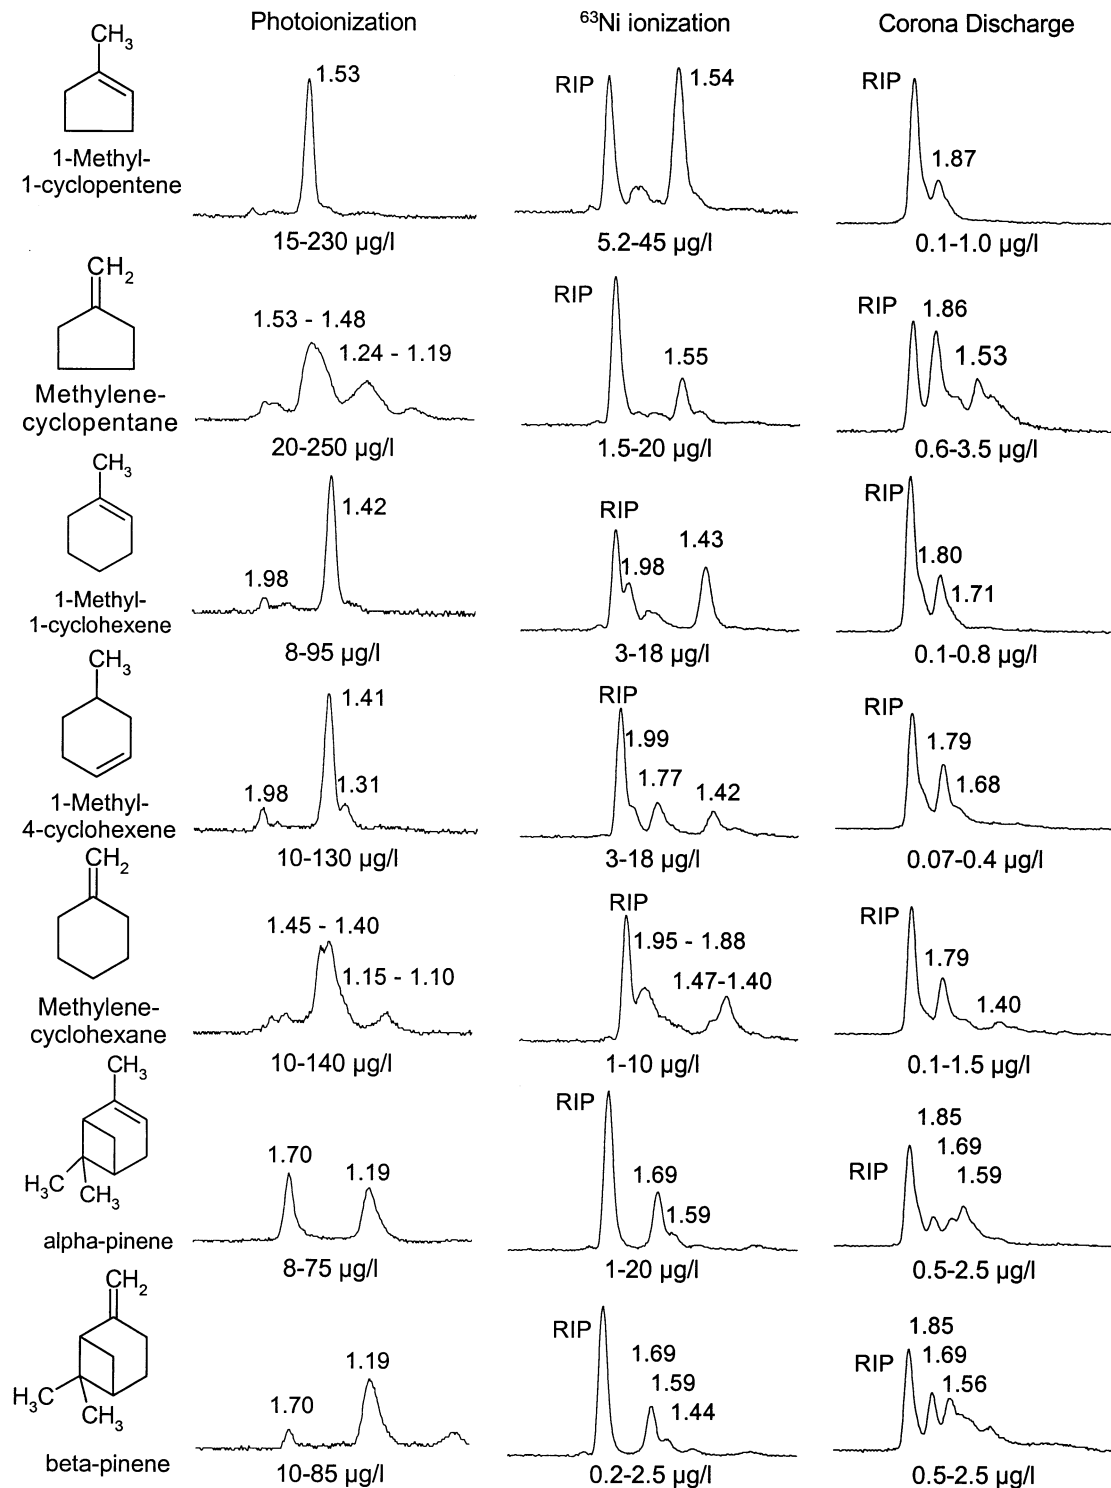 Photoionization
⁶³Ni ionization
Corona Discharge
CH₃
1-Methyl-
1-cyclopentene
1.53
15-230 µg/l
RIP
1.54
5.2-45 µg/l
RIP
1.87
0.1-1.0 µg/l
CH₂
Methylene-
cyclopentane
1.53 - 1.48
1.24 - 1.19
20-250 µg/l
RIP
1.55
1.5-20 µg/l
RIP
1.86
1.53
0.6-3.5 µg/l
CH₃
1-Methyl-
1-cyclohexene
1.98
1.42
8-95 µg/l
RIP
1.98
1.43
3-18 µg/l
RIP
1.80
1.71
0.1-0.8 µg/l
CH₃
1-Methyl-
4-cyclohexene
1.98
1.41
1.31
10-130 µg/l
RIP
1.99
1.77
1.42
3-18 µg/l
RIP
1.79
1.68
0.07-0.4 µg/l
CH₂
Methylene-
cyclohexane
1.45 - 1.40
1.15 - 1.10
10-140 µg/l
RIP
1.95 - 1.88
1.47-1.40
1-10 µg/l
RIP
1.79
1.40
0.1-1.5 µg/l
CH₃
H₃C
CH₃
alpha-pinene
1.70
1.19
8-75 µg/l
RIP
1.69
1.59
1-20 µg/l
RIP
1.85
1.69
1.59
0.5-2.5 µg/l
CH₂
H₃C
CH₃
beta-pinene
1.70
1.19
10-85 µg/l
RIP
1.69
1.59
1.44
0.2-2.5 µg/l
RIP
1.85
1.69
1.56
0.5-2.5 µg/l